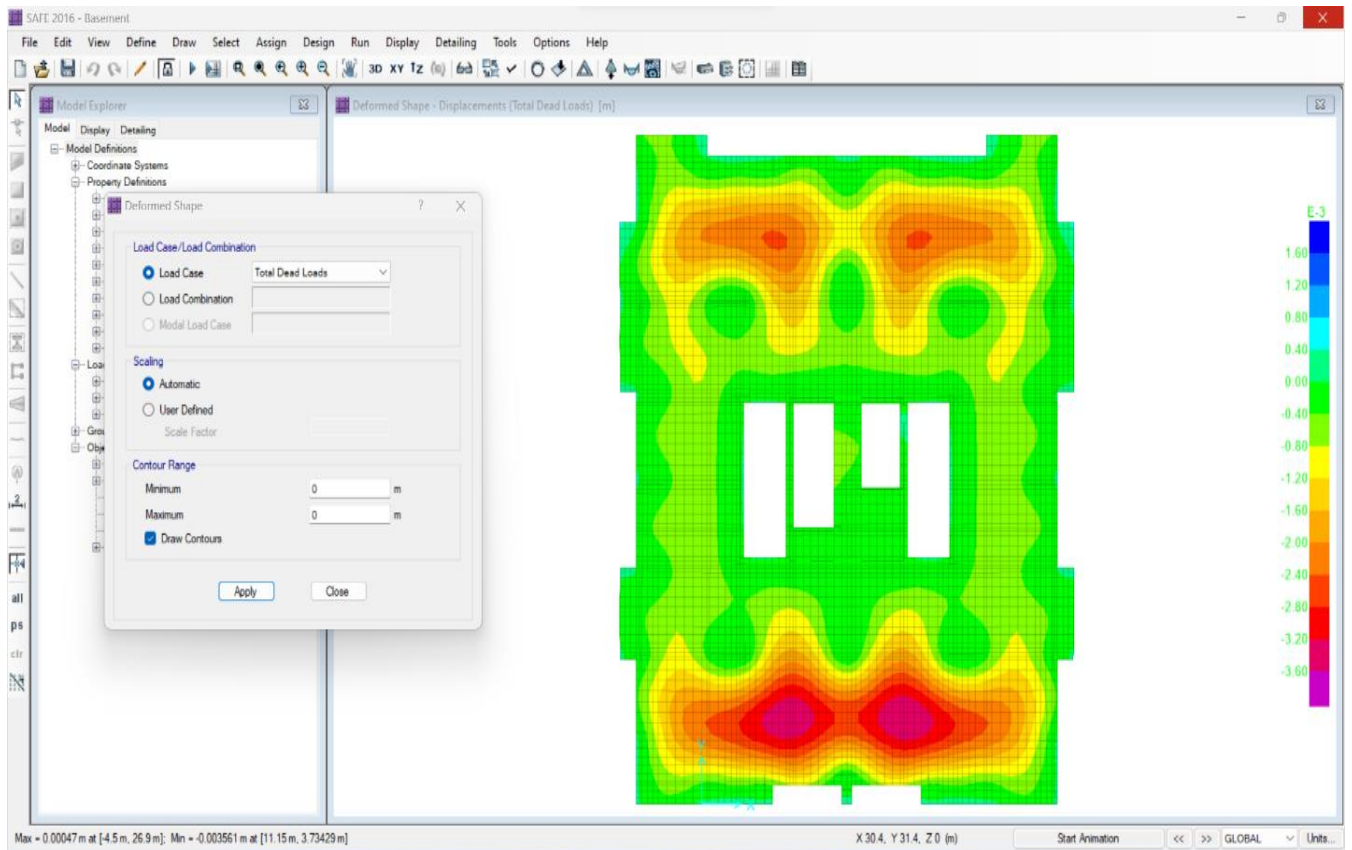 SAFE 2016 - Basement
File Edit View Define Draw Select Assign Design Run Display Detailing Tools Options Help
3D XY
Model Explorer
Deformed Shape - Displacements (Total Dead Loads) [m]
Model Display Detailing
Model Definitions
Coordinate Systems
Property Definitions
Deformed Shape ?
Load Case/Load Combination
Load Case Total Dead Loads
Load Combination
Modal Load Case
Loa
Scaling
Automatic
User Defined
Scale Factor
Grou
Obje
Contour Range
Minimum 0 m
Maximum 0 m
Draw Contours
Apply Close
all
ps
clr
E-3
1.60
1.20
0.80
0.40
0.00
-0.40
-0.80
-1.20
-1.60
-2.00
-2.40
-2.80
-3.20
-3.60
Y
X
Max = 0.00047 m at [-4.5 m, 26.9 m]; Min = -0.003561 m at [11.15 m, 3.73429 m]
X 30.4, Y 31.4, Z 0 (m)
Start Animation << >> GLOBAL Units...